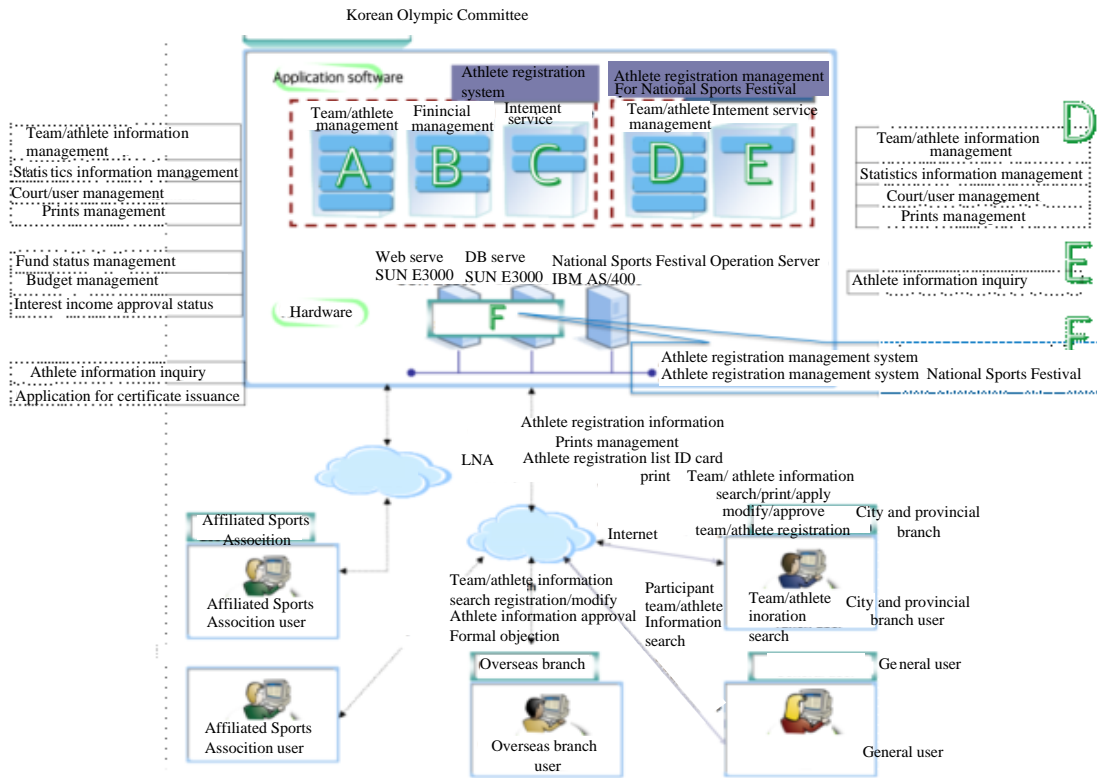 Korean Olympic Committee
Application software
Athlete registration
system
Athlete registration management
For National Sports Festival
Team/athlete
management
Finincial
management
Intement
service
Team/athlete
management
Intement service
A
B
C
D
E
Team/athlete information
management
Statistics information management
Court/user management
Prints management
Fund status management
Budget management
Interest income approval status
Athlete information inquiry
Application for certificate issuance
D
Team/athlete information
management
Statistics information management
Court/user management
Prints management
E
Athlete information inquiry
F
Athlete registration management system
Athlete registration management system National Sports Festival
Web serve
SUN E3000
DB serve
SUN E3000
National Sports Festival Operation Server
IBM AS/400
Hardware
F
Athlete registration information
Prints management
Athlete registration list ID card
print
LNA
Team/ athlete information
search/print/apply
modify/approve
team/athlete registration
City and provincial
branch
Internet
Affiliated Sports
Assocition
Affiliated Sports
Assocition user
Team/athlete information
search registration/modify
Athlete information approval
Formal objection
Participant
team/athlete
Information
search
Team/athlete
inoration
search
City and provincial
branch user
Affiliated Sports
Assocition user
Overseas branch
Overseas branch
user
General user
General user